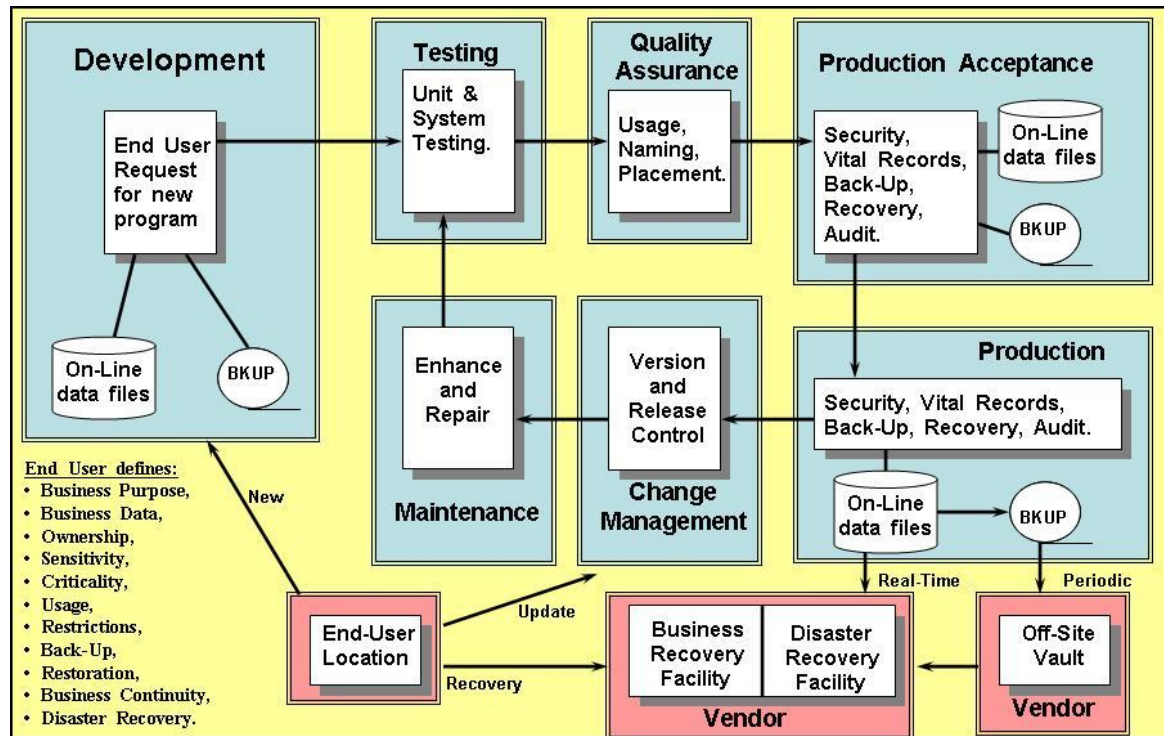 Development
End User
Request
for new
program
On-Line
data files
BKUP
Testing
Unit &
System
Testing.
Quality
Assurance
Usage,
Naming,
Placement.
Production Acceptance
Security,
Vital Records,
Back-Up,
Recovery,
Audit.
On-Line
data files
BKUP
Enhance
and
Repair
Maintenance
Version
and
Release
Control
Change
Management
Production
Security, Vital Records,
Back-Up, Recovery, Audit.
On-Line
data files
BKUP
Real-Time
Periodic
End User defines:
• Business Purpose,
• Business Data,
• Ownership,
• Sensitivity,
• Criticality,
• Usage,
• Restrictions,
• Back-Up,
• Restoration,
• Business Continuity,
• Disaster Recovery.
New
Update
Recovery
End-User
Location
Business
Recovery
Facility
Disaster
Recovery
Facility
Vendor
Off-Site
Vault
Vendor